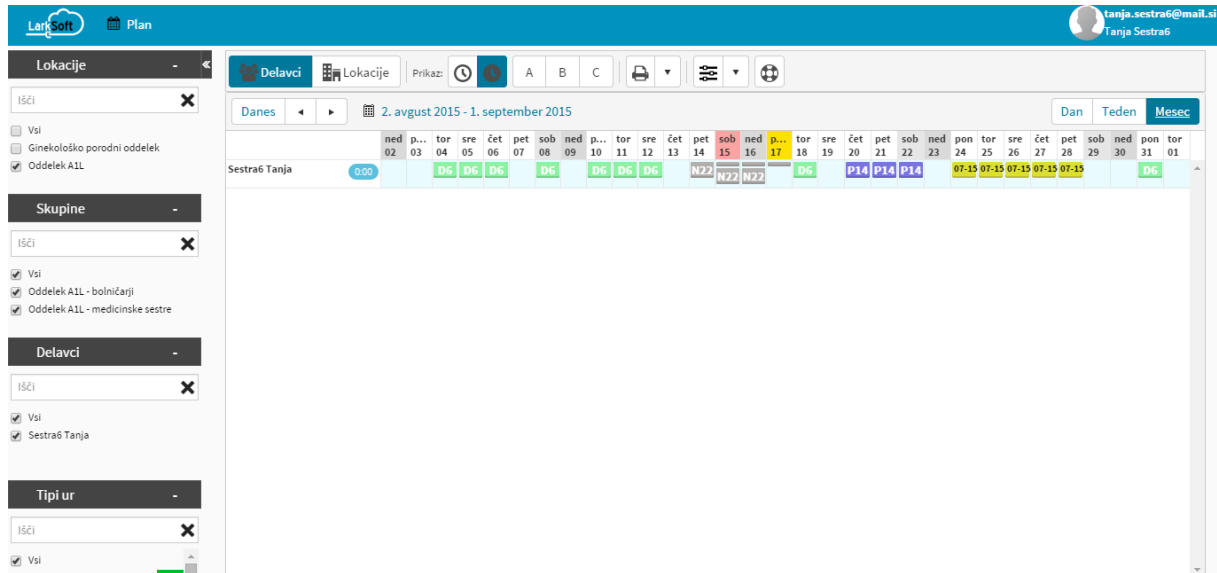 LarkSoft
Plan
tanja.sestra6@mail.si
Tanja Sestra6
Lokacije - «
Išči
Vsi
Ginekološko porodni oddelek
Oddelek A1L
Skupine -
Išči
Vsi
Oddelek A1L - bolničarji
Oddelek A1L - medicinske sestre
Delavci -
Išči
Vsi
Sestra6 Tanja
Tipi ur -
Išči
Vsi
Delavci Lokacije Prikaz: A B C
Danes 2. avgust 2015 - 1. september 2015 Dan Teden Mesec
ned p... tor sre čet pet sob ned p... tor sre čet pet sob ned p... tor sre čet pet sob ned pon tor sre čet pet sob ned pon tor
02 03 04 05 06 07 08 09 10 11 12 13 14 15 16 17 18 19 20 21 22 23 24 25 26 27 28 29 30 31 01
Sestra6 Tanja 0:00 D6 D6 D6 D6 D6 D6 D6 N22 N22 N22 D6 P14 P14 P14 07-15 07-15 07-15 07-15 07-15 D6